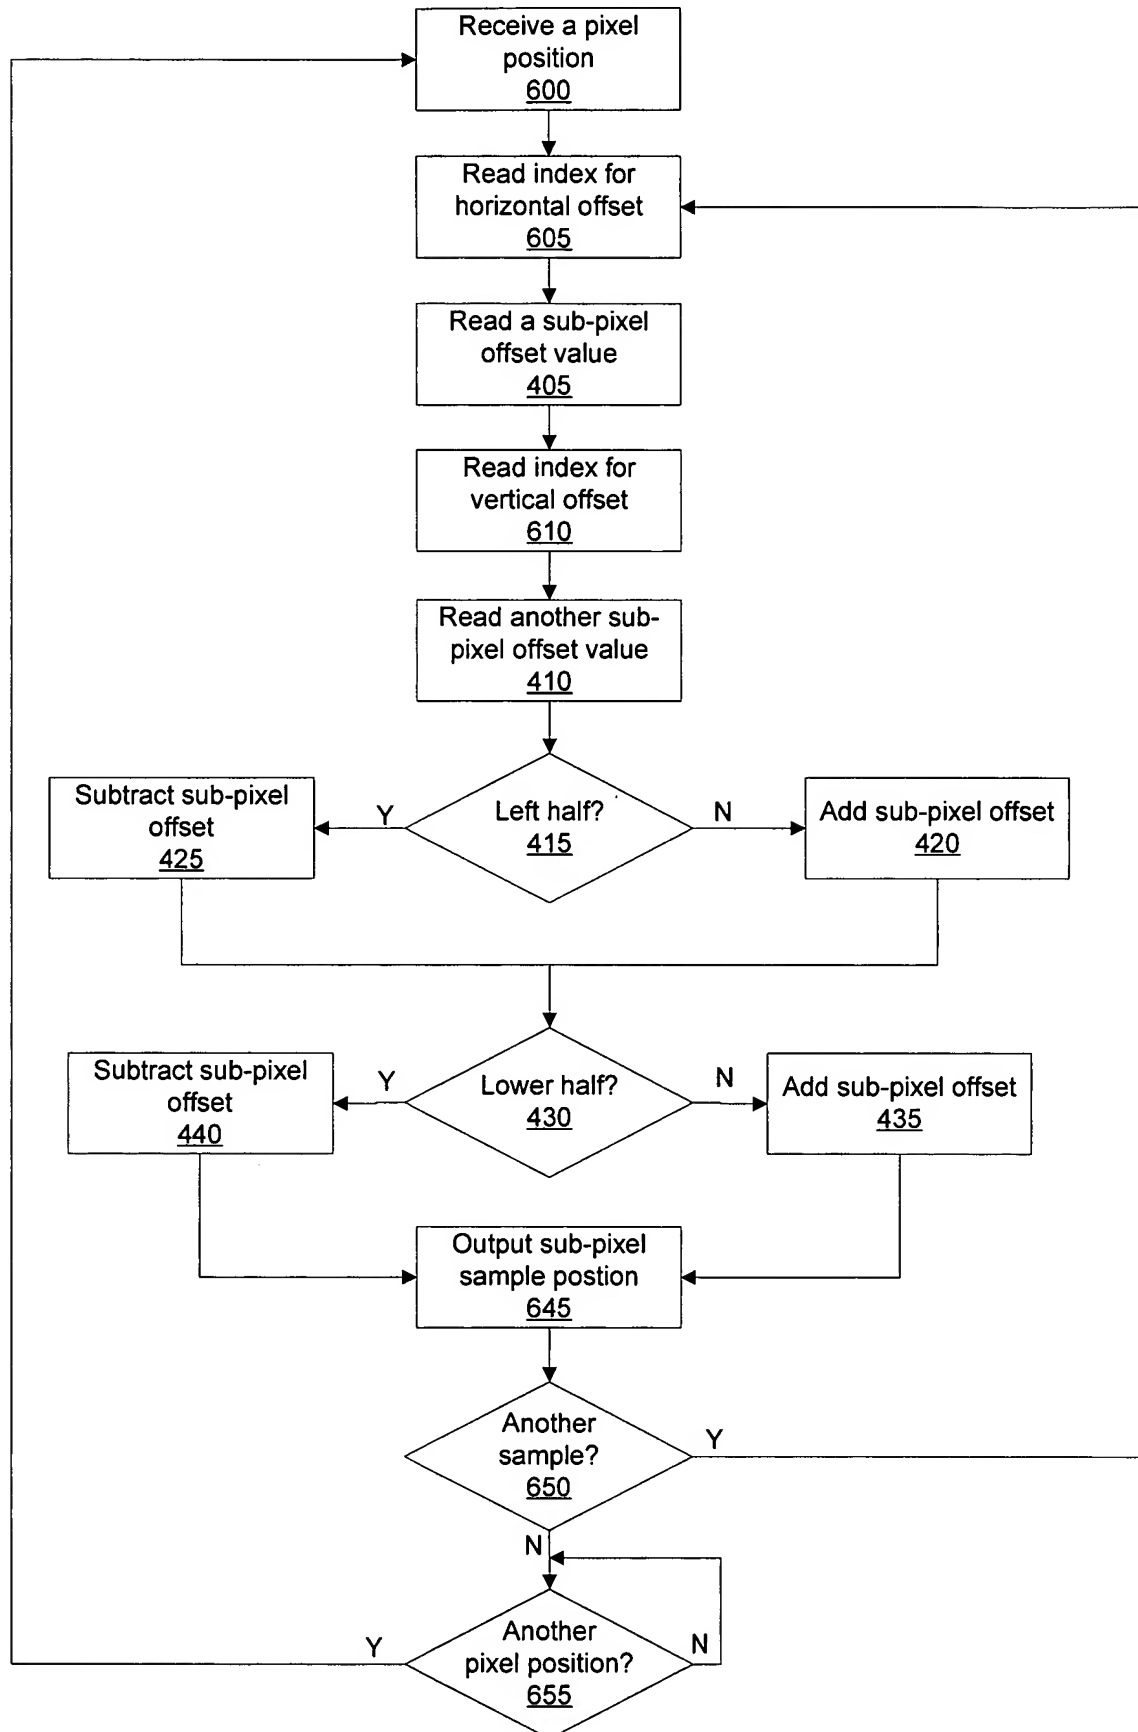 Receive a pixel
position
600
Read index for
horizontal offset
605
Read a sub-pixel
offset value
405
Read index for
vertical offset
610
Read another sub-
pixel offset value
410
Left half?
415
Y
N
Subtract sub-pixel
offset
425
Add sub-pixel offset
420
Lower half?
430
Y
N
Subtract sub-pixel
offset
440
Add sub-pixel offset
435
Output sub-pixel
sample postion
645
Another
sample?
650
Y
N
Another
pixel position?
655
Y
N